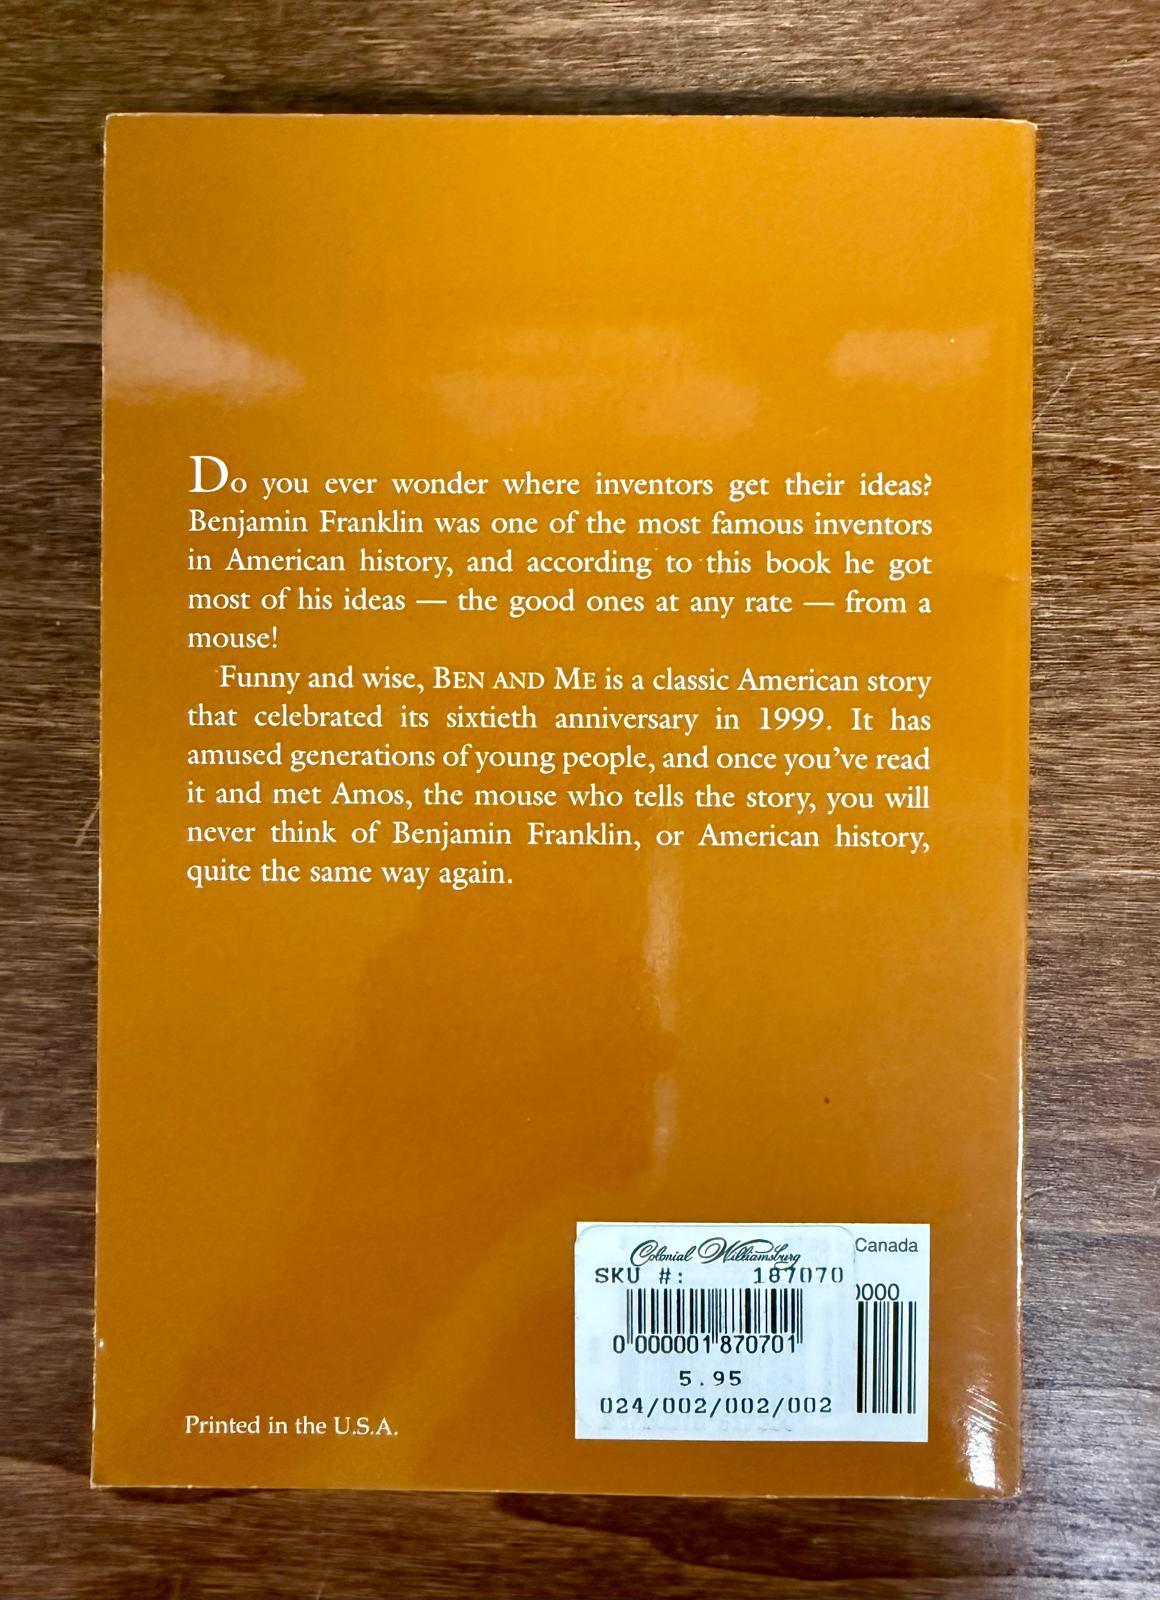 Do you ever wonder where inventors get their ideas?
Benjamin Franklin was one of the most famous inventors
in American history, and according to this book he got
most of his ideas — the good ones at any rate — from a
mouse!
Funny and wise, BEN AND ME is a classic American story
that celebrated its sixtieth anniversary in 1999. It has
amused generations of young people, and once you've read
it and met Amos, the mouse who tells the story, you will
never think of Benjamin Franklin, or American history,
quite the same way again.
Colonial Williamsburg
SKU #: 187070
0 000001 870701
5.95
024/002/002/002
Canada
0000
Printed in the U.S.A.